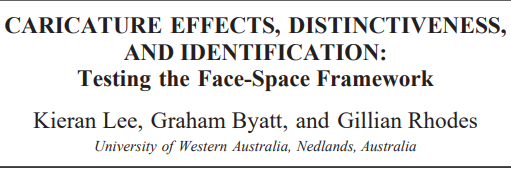 CARICATURE EFFECTS, DISTINCTIVENESS,
AND IDENTIFICATION:
Testing the Face-Space Framework
Kieran Lee, Graham Byatt, and Gillian Rhodes
University of Western Australia, Nedlands, Australia